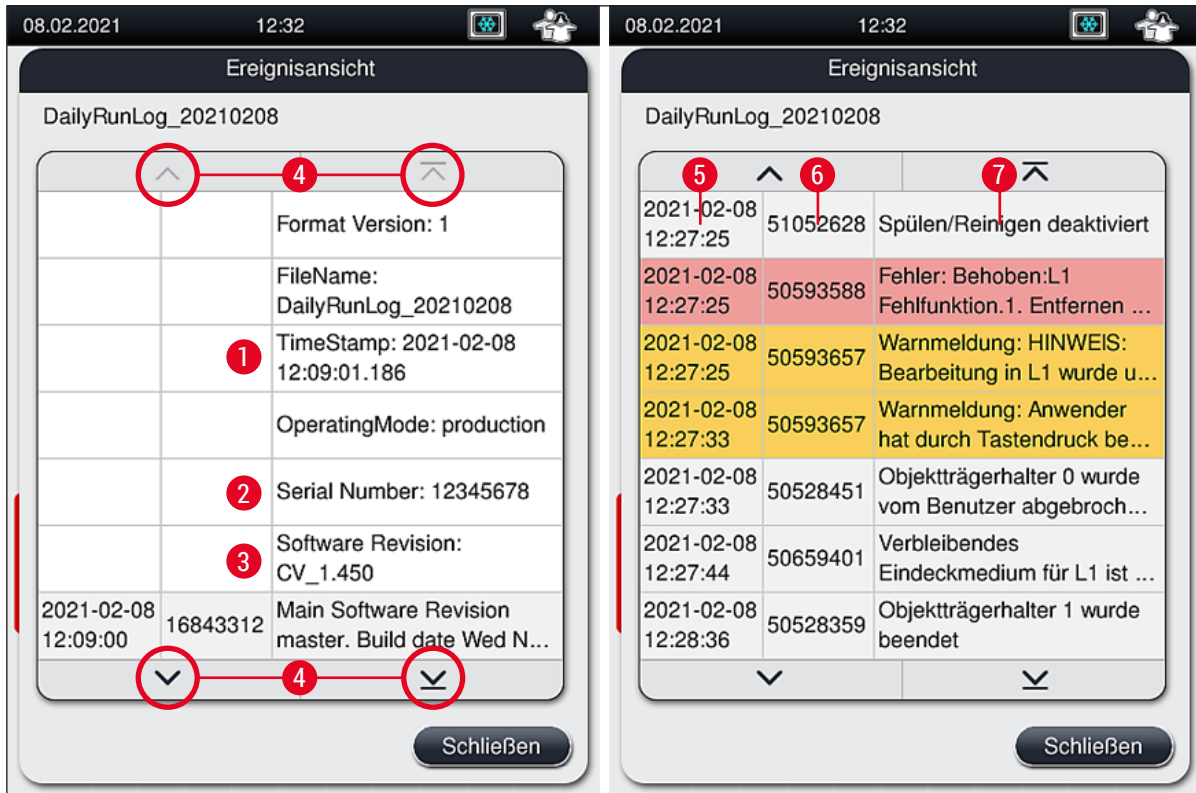 08.02.2021 12:32
Ereignisansicht
DailyRunLog_20210208
4
Format Version: 1
FileName:
DailyRunLog_20210208
1 TimeStamp: 2021-02-08
12:09:01.186
OperatingMode: production
2 Serial Number: 12345678
3 Software Revision:
CV_1.450
2021-02-08
12:09:00
16843312
Main Software Revision
master. Build date Wed N...
4
Schließen
08.02.2021 12:32
Ereignisansicht
DailyRunLog_20210208
5 6 7
2021-02-08
12:27:25
51052628
Spülen/Reinigen deaktiviert
2021-02-08
12:27:25
50593588
Fehler: Behoben:L1
Fehlfunktion.1. Entfernen ...
2021-02-08
12:27:25
50593657
Warnmeldung: HINWEIS:
Bearbeitung in L1 wurde u...
2021-02-08
12:27:33
50593657
Warnmeldung: Anwender
hat durch Tastendruck be...
2021-02-08
12:27:33
50528451
Objektträgerhalter 0 wurde
vom Benutzer abgebroch...
2021-02-08
12:27:44
50659401
Verbleibendes
Eindeckmedium für L1 ist ...
2021-02-08
12:28:36
50528359
Objektträgerhalter 1 wurde
beendet
Schließen